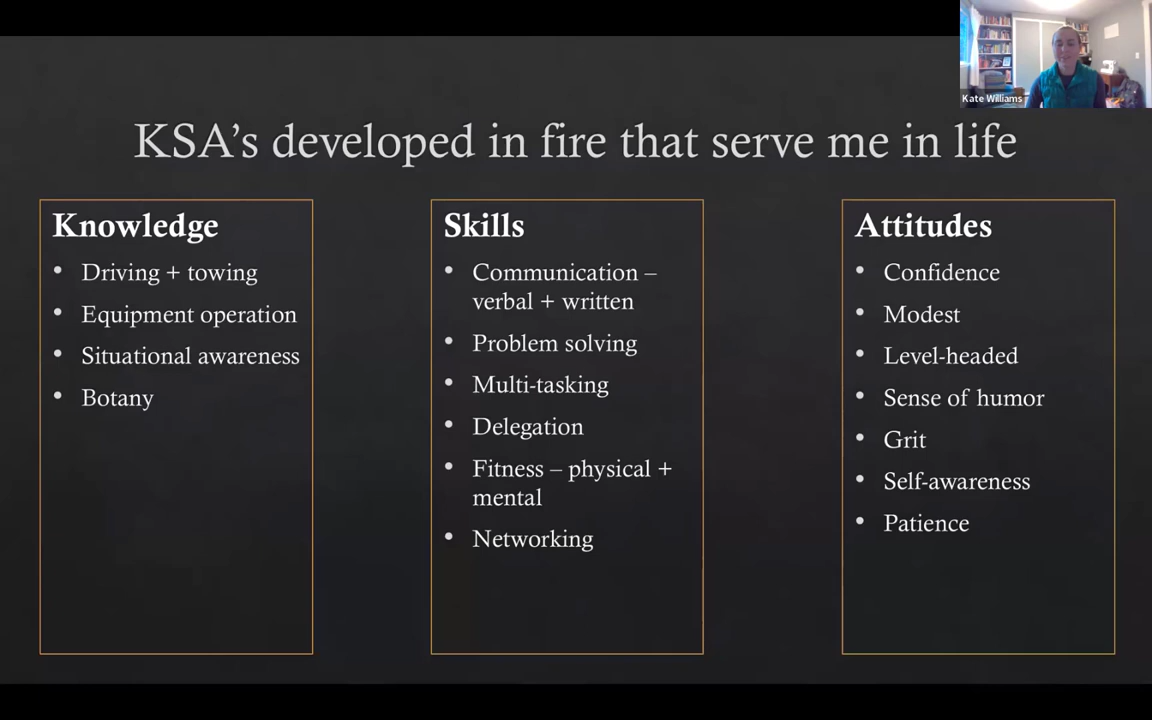 Kate Williams
KSA’s developed in fire that serve me in life
Knowledge
• Driving + towing
• Equipment operation
• Situational awareness
• Botany
Skills
• Communication –
verbal + written
• Problem solving
• Multi-tasking
• Delegation
• Fitness – physical +
mental
• Networking
Attitudes
• Confidence
• Modest
• Level-headed
• Sense of humor
• Grit
• Self-awareness
• Patience